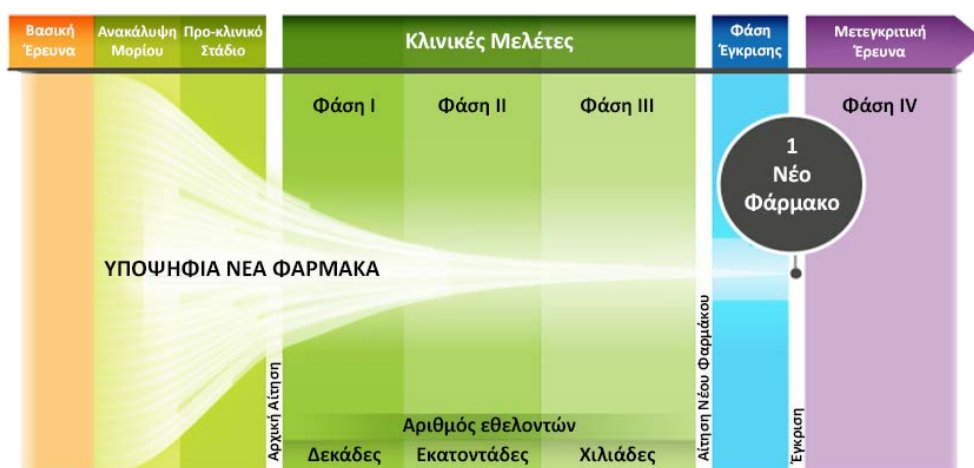 Βασική
Έρευνα
Ανακάλυψη
Μορίου
Προ-κλινικό
Στάδιο
Κλινικές Μελέτες
Φάση
Έγκρισης
Μετεγκριτική
Έρευνα
Φάση I
Φάση II
Φάση III
Φάση IV
1
Νέο
Φάρμακο
ΥΠΟΨΗΦΙΑ ΝΕΑ ΦΑΡΜΑΚΑ
Αρχική Αίτηση
Αίτηση Νέου Φαρμάκου
Έγκριση
Αριθμός εθελοντών
Δεκάδες
Εκατοντάδες
Χιλιάδες